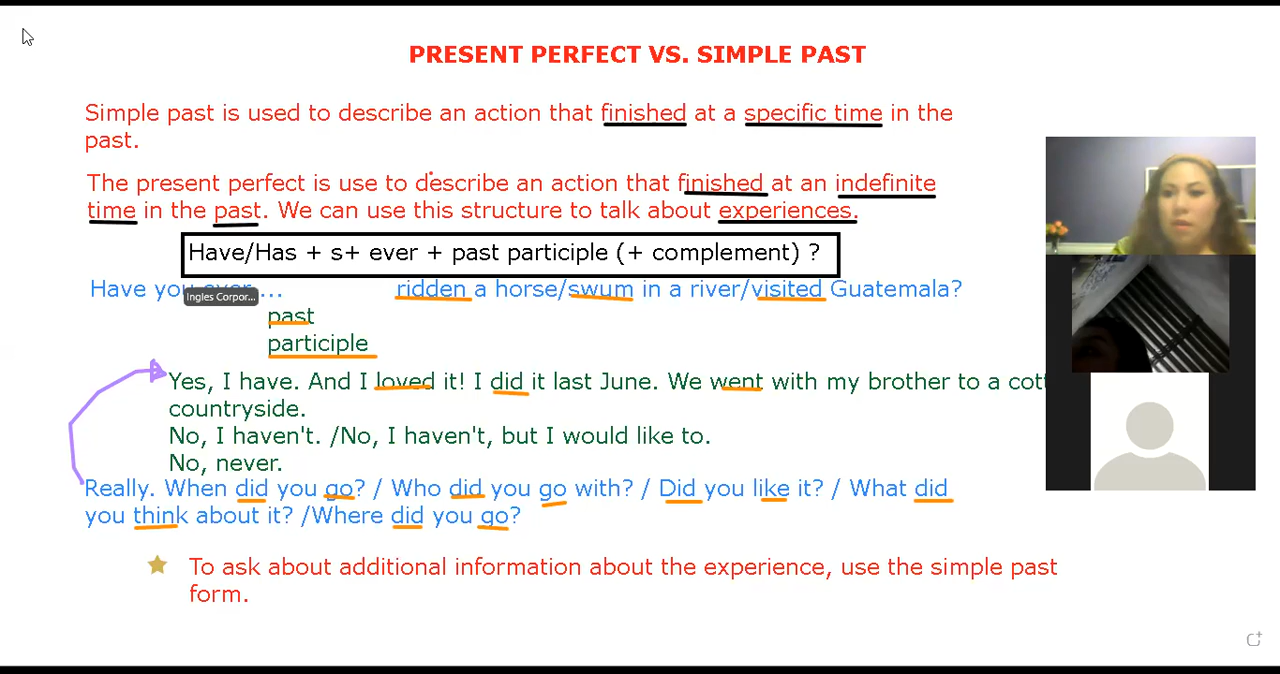 PRESENT PERFECT VS. SIMPLE PAST
Simple past is used to describe an action that finished at a specific time in the
past.
The present perfect is use to describe an action that finished at an indefinite
time in the past. We can use this structure to talk about experiences.
Have/Has + s+ ever + past participle (+ complement) ?
Have you ... ridden a horse/swum in a river/visited Guatemala?
Ingles Corpor...
past
participle
Yes, I have. And I loved it! I did it last June. We went with my brother to a
countryside.
No, I haven't. /No, I haven't, but I would like to.
No, never.
Really. When did you go? / Who did you go with? / Did you like it? / What did
you think about it? /Where did you go?
To ask about additional information about the experience, use the simple past
form.